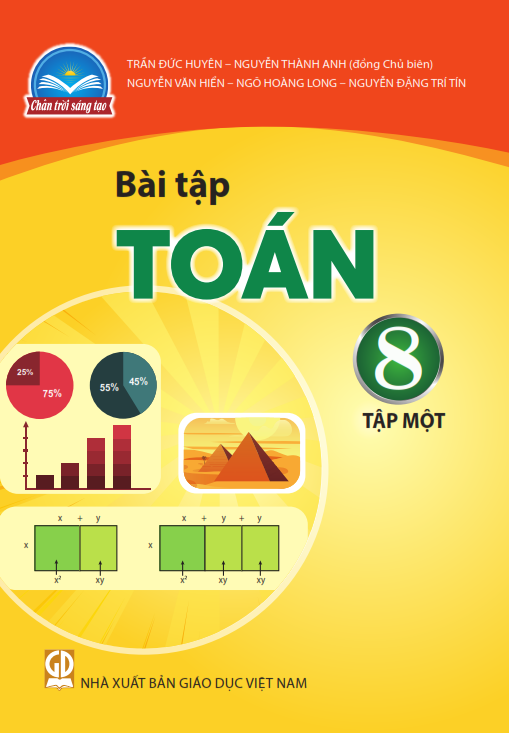 TRẦN ĐỨC HUYÊN – NGUYỄN THÀNH ANH (đồng Chủ biên)
NGUYỄN VĂN HIỂN – NGÔ HOÀNG LONG – NGUYỄN ĐẶNG TRÍ TÍN
Chân trời sáng tạo
Bài tập
TOÁN
8
TẬP MỘT
25%
75%
55%
45%
x + y
x
x²
xy
x + y + y
x
x²
xy
xy
GD
NHÀ XUẤT BẢN GIÁO DỤC VIỆT NAM